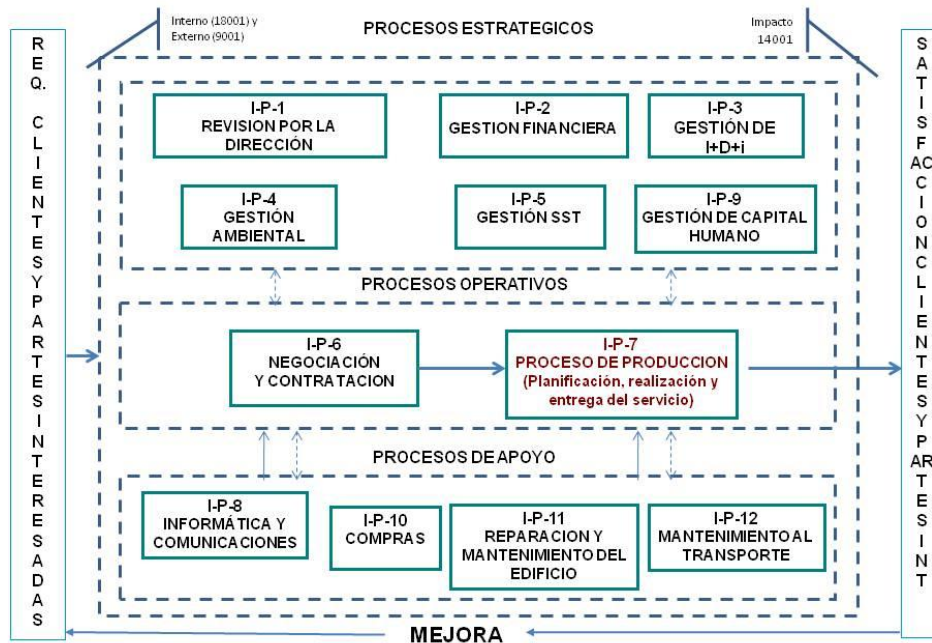 Interno (18001) y
Externo (9001)
PROCESOS ESTRATEGICOS
Impacto
14001
REQ. CLIENTESYPARTESINTERESADAS
SATISFACCIONCLIENTESYPARTESINT
I-P-1
REVISION POR LA
DIRECCIÓN
I-P-2
GESTION FINANCIERA
I-P-3
GESTIÓN DE
I+D+i
I-P-4
GESTIÓN
AMBIENTAL
I-P-5
GESTIÓN SST
I-P-9
GESTIÓN DE CAPITAL
HUMANO
PROCESOS OPERATIVOS
I-P-6
NEGOCIACIÓN
Y CONTRATACION
I-P-7
PROCESO DE PRODUCCION
(Planificación, realización y
entrega del servicio)
PROCESOS DE APOYO
I-P-8
INFORMÁTICA Y
COMUNICACIONES
I-P-10
COMPRAS
I-P-11
REPARACION Y
MANTENIMIENTO DEL
EDIFICIO
I-P-12
MANTENIMIENTO AL
TRANSPORTE
MEJORA